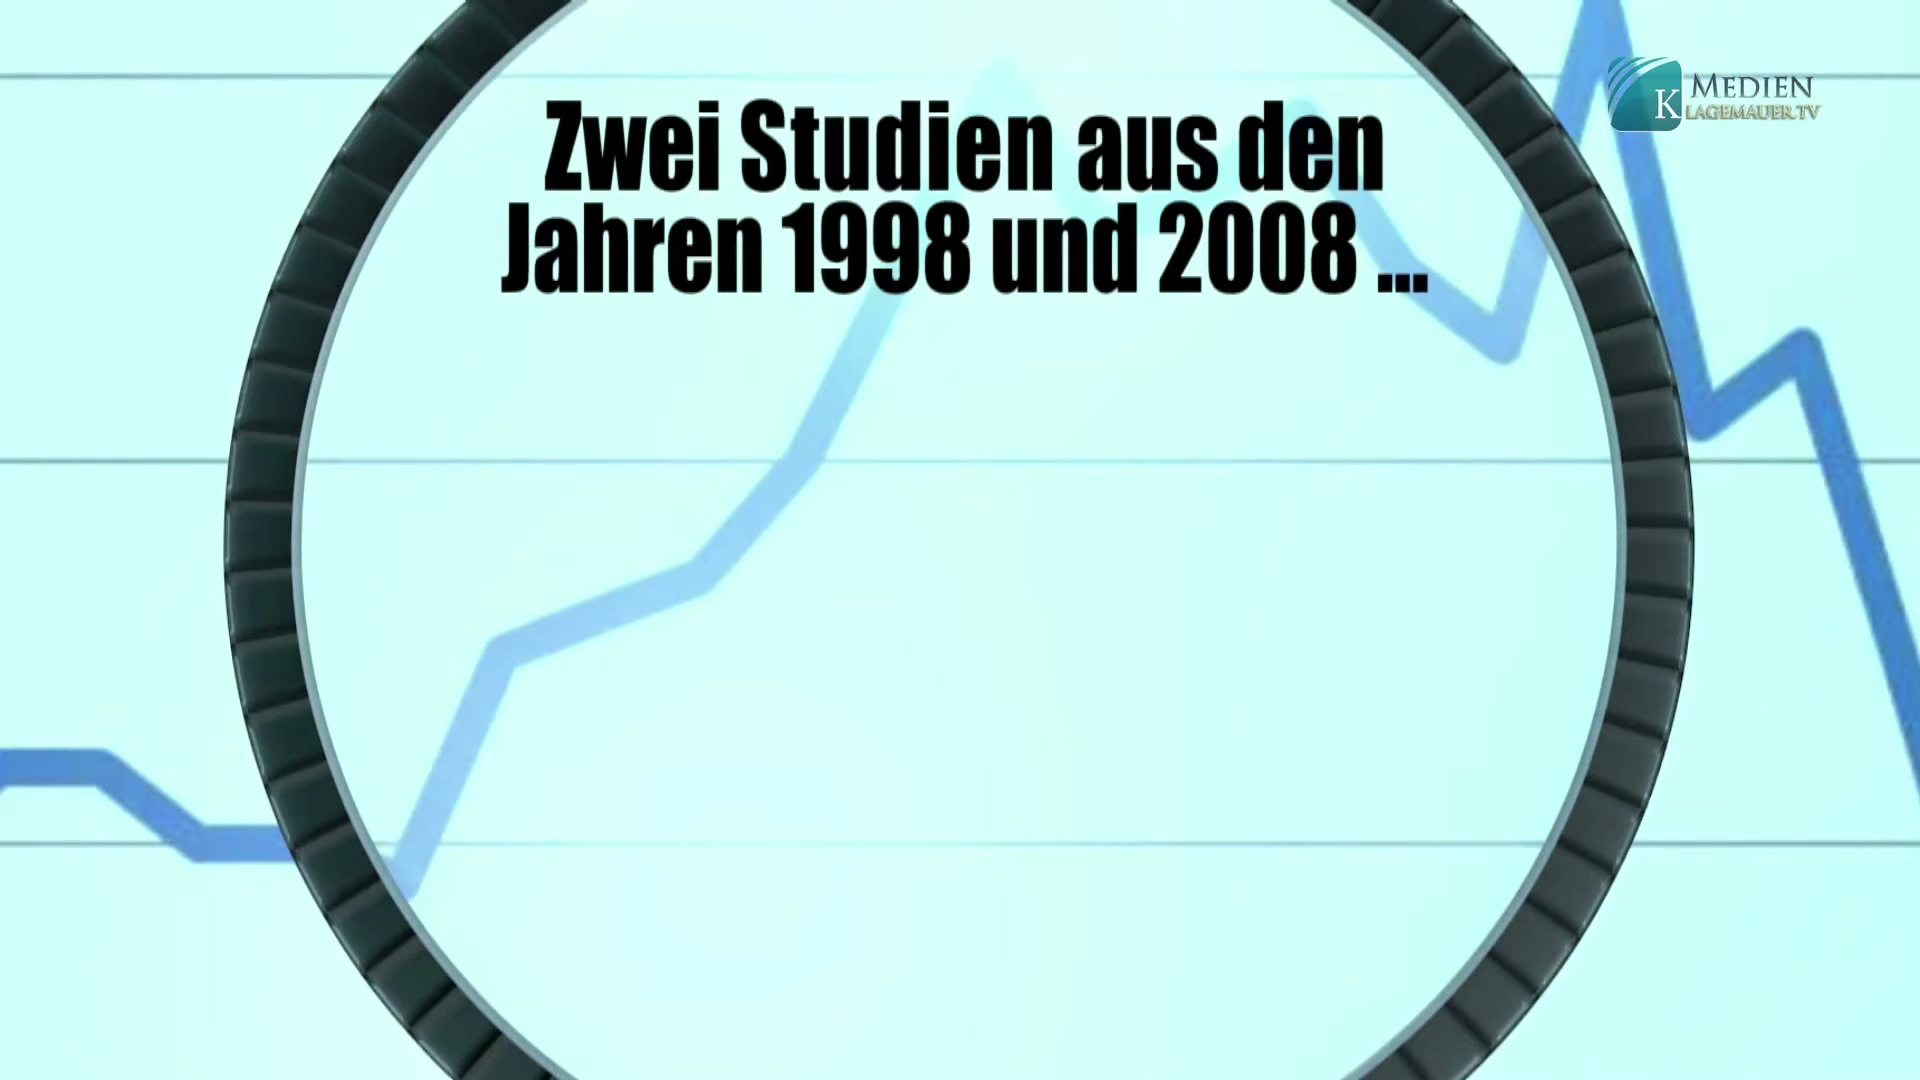 Zwei Studien aus den
Jahren 1998 und 2008 ...
MEDIEN
KLAGEMAUER.TV